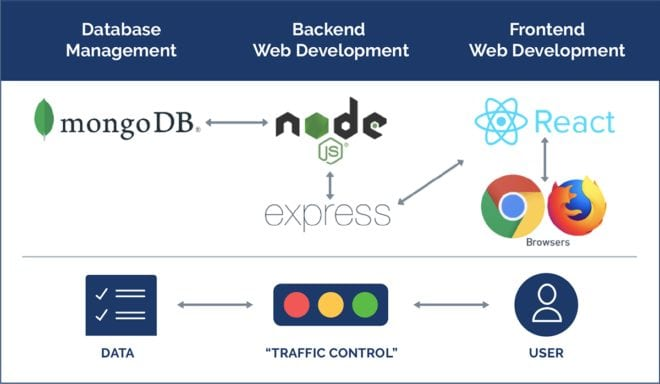 Database
Management
Backend
Web Development
Frontend
Web Development
mongoDB®
node
JS®
express
React
Browsers
DATA
“TRAFFIC CONTROL”
USER